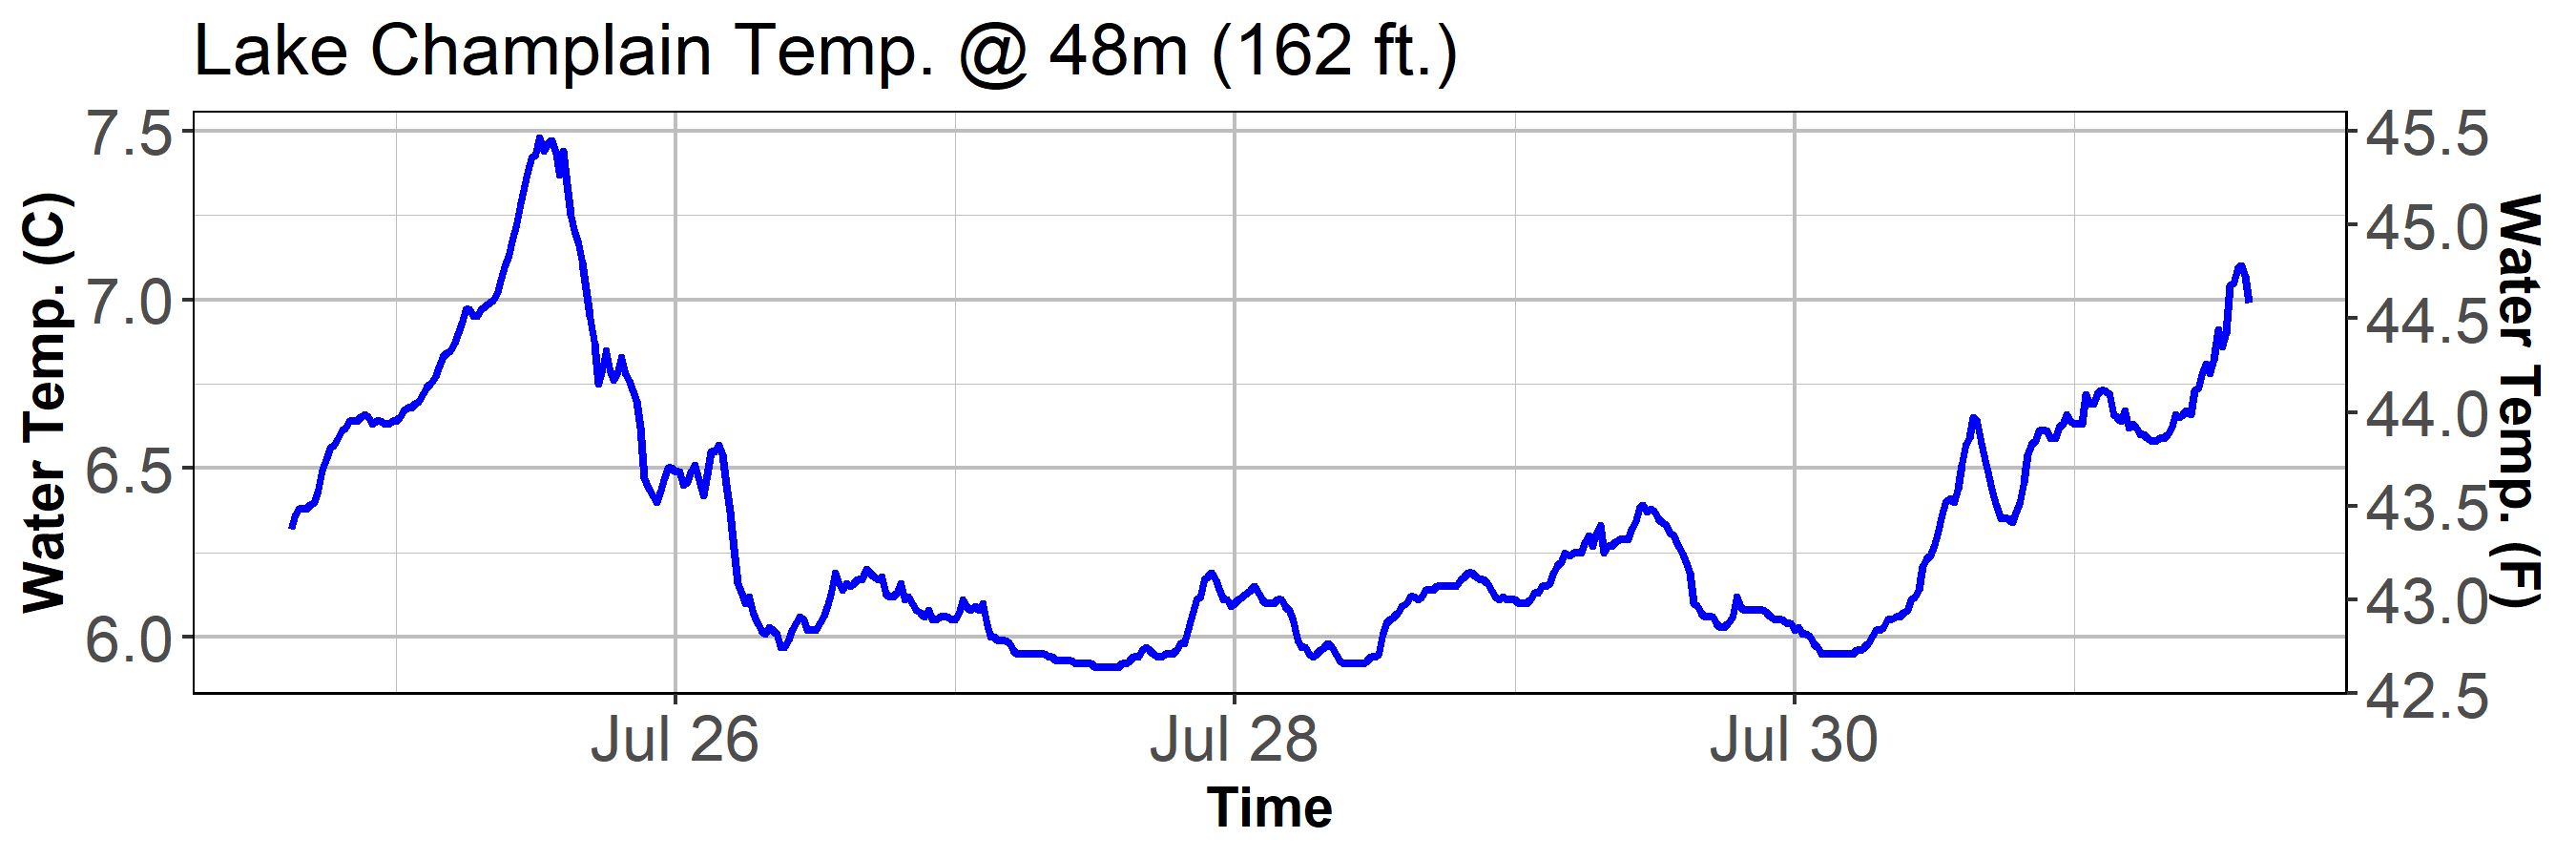 Lake Champlain Temp. @ 48m (162 ft.)
Water Temp. (C)
7.5
7.0
6.5
6.0
45.5
45.0
44.5
44.0
43.5
43.0
42.5
Water Temp. (F)
Jul 26
Jul 28
Jul 30
Time